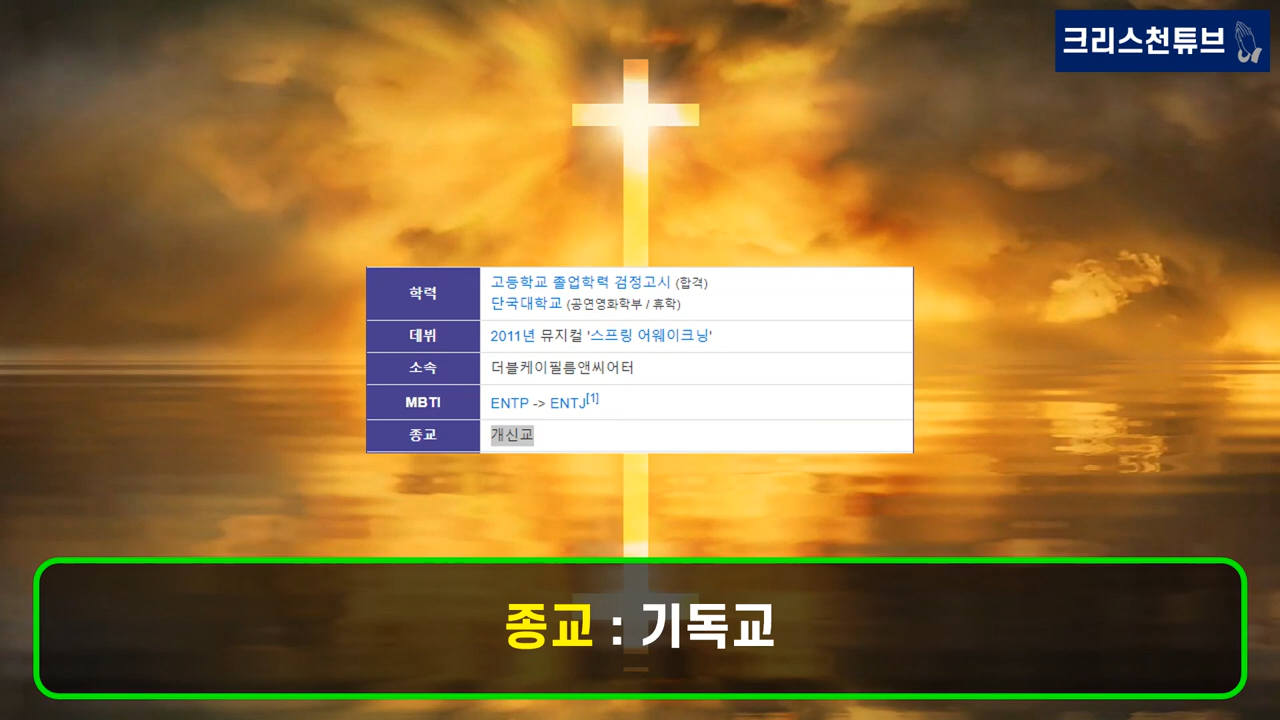 크리스천튜브
학력
고등학교 졸업학력 검정고시 (합격)
단국대학교 (공연영화학부 / 휴학)
데뷔
2011년 뮤지컬 '스프링 어웨이크닝'
소속
더블케이필름앤씨어터
MBTI
ENTP -> ENTJ[1]
종교
개신교
종교 : 기독교